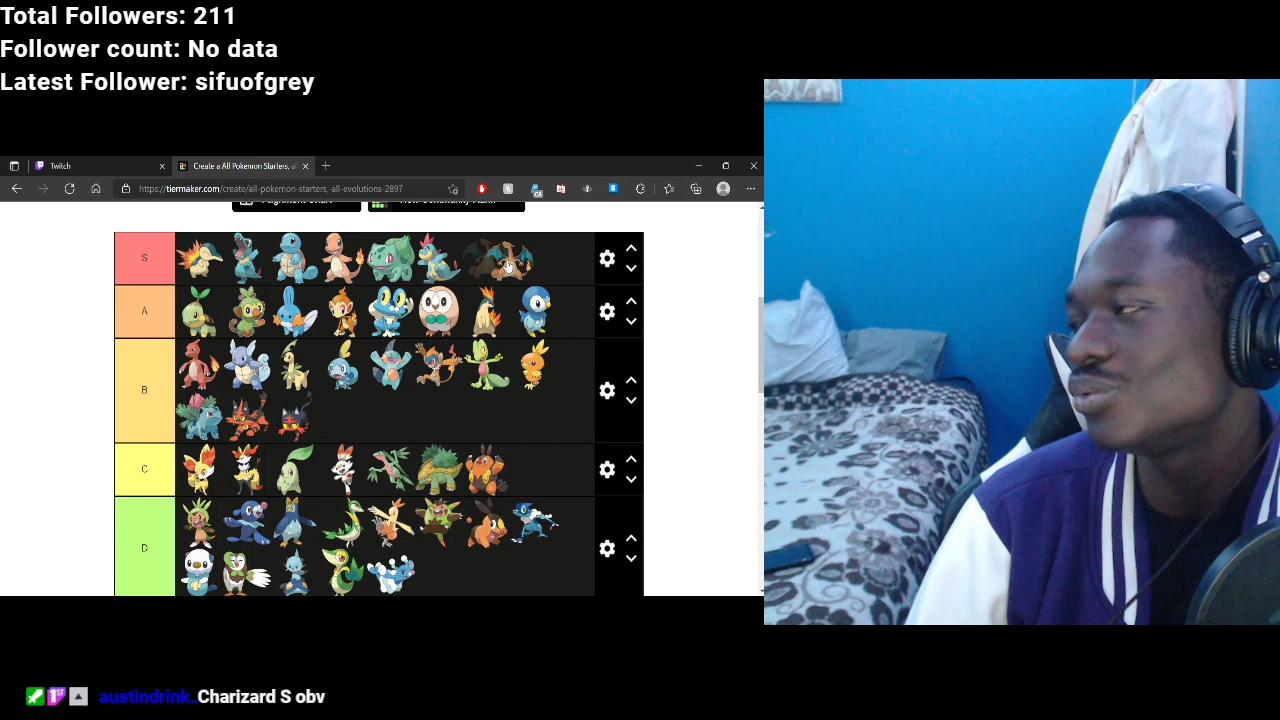 Total Followers: 211
Follower count: No data
Latest Follower: sifuofgrey
Twitch
Create a All Pokemon Starters, a
https://tiermaker.com/create/all-pokemon-starters,-all-evolutions-2897
S
A
B
C
D
austindrink..Charizard S obv